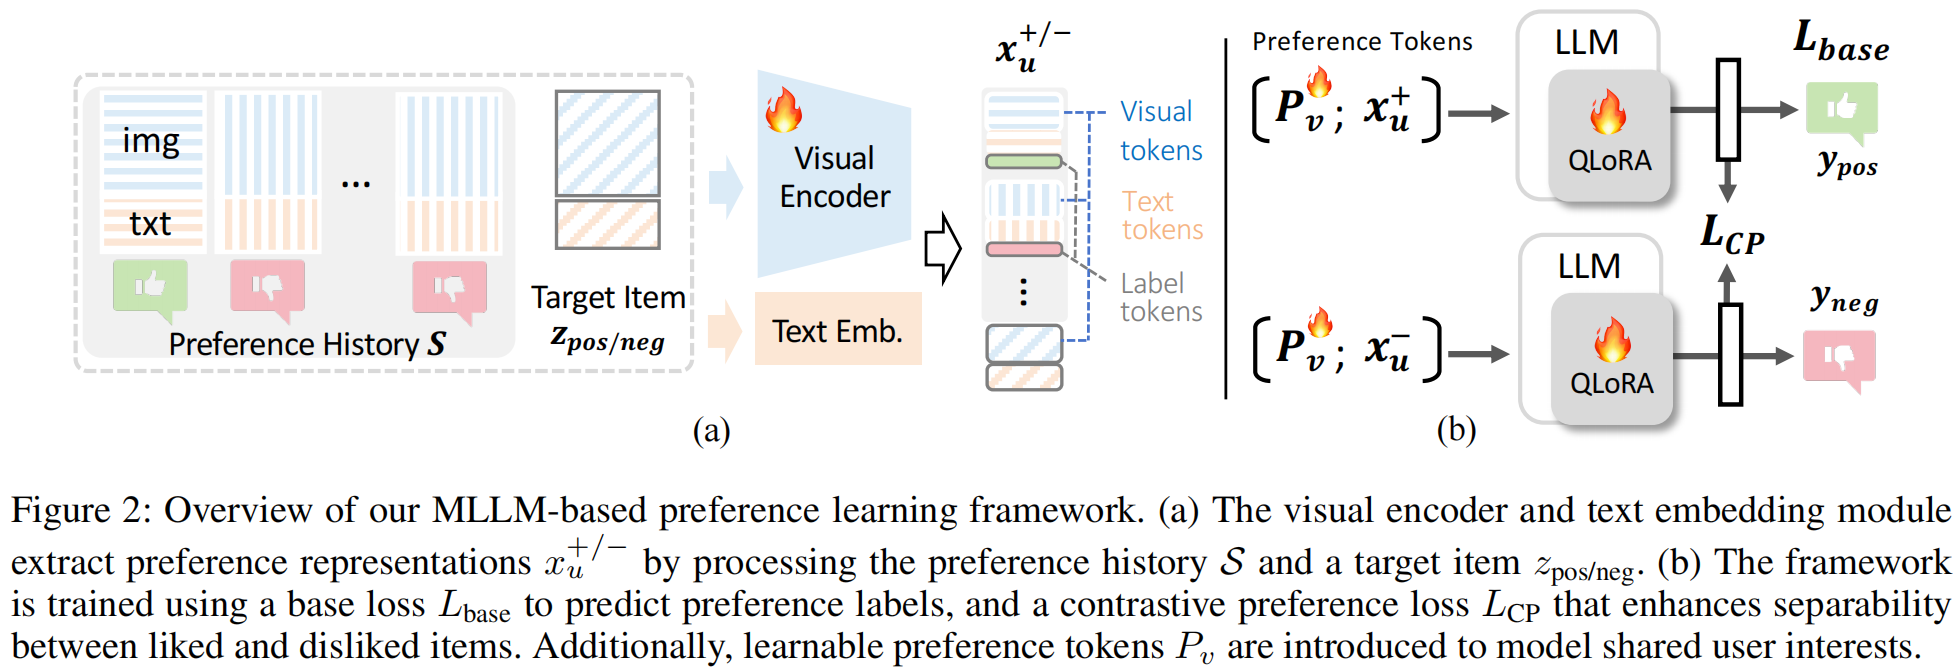 img
txt
...
Preference History S
Target Item
z_{pos/neg}
Visual
Encoder
Text Emb.
x_u^{+/-}
Visual
tokens
Text
tokens
Label
tokens
(a)
Preference Tokens
[P_v ; x_u^+]
LLM
QLoRA
L_{base}
y_{pos}
L_{CP}
[P_v ; x_u^-]
LLM
QLoRA
y_{neg}
(b)
Figure 2: Overview of our MLLM-based preference learning framework. (a) The visual encoder and text embedding module
extract preference representations x_u^{+/-} by processing the preference history S and a target item z_{pos/neg}. (b) The framework
is trained using a base loss L_{base} to predict preference labels, and a contrastive preference loss L_{CP} that enhances separability
between liked and disliked items. Additionally, learnable preference tokens P_v are introduced to model shared user interests.